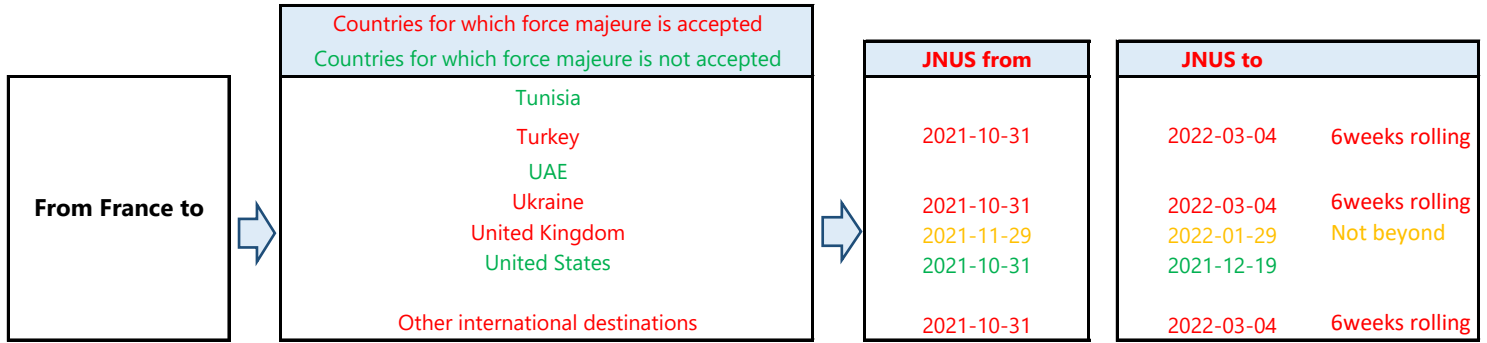 Countries for which force majeure is accepted
Countries for which force majeure is not accepted
JNUS from
JNUS to
From France to
Tunisia
Turkey 2021-10-31 2022-03-04 6weeks rolling
UAE
Ukraine 2021-10-31 2022-03-04 6weeks rolling
United Kingdom 2021-11-29 2022-01-29 Not beyond
United States 2021-10-31 2021-12-19
Other international destinations 2021-10-31 2022-03-04 6weeks rolling